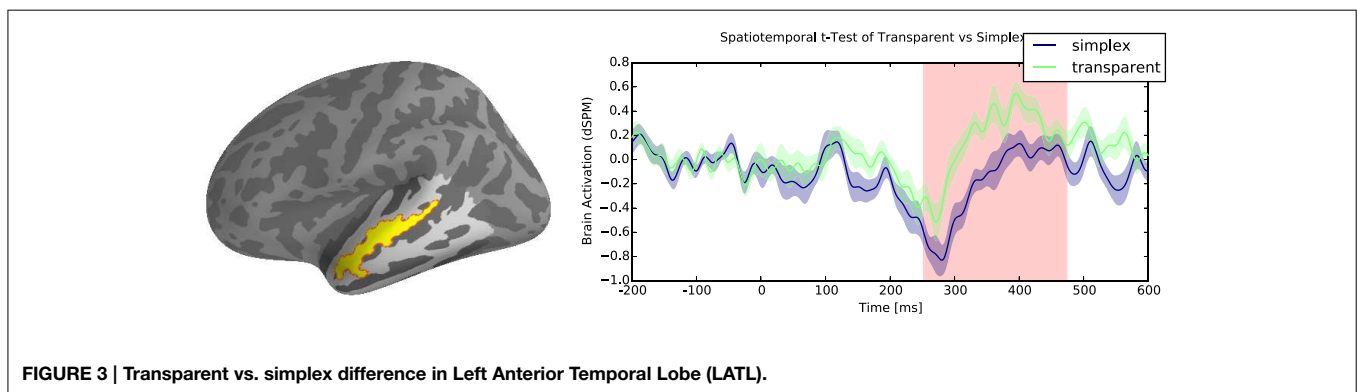 Spatiotemporal t-Test of Transparent vs Simplex
simplex
transparent
Brain Activation (dSPM)
0.8
0.6
0.4
0.2
0.0
-0.2
-0.4
-0.6
-0.8
-1.0
-200 -100 0 100 200 300 400 500 600
Time [ms]
FIGURE 3 | Transparent vs. simplex difference in Left Anterior Temporal Lobe (LATL).